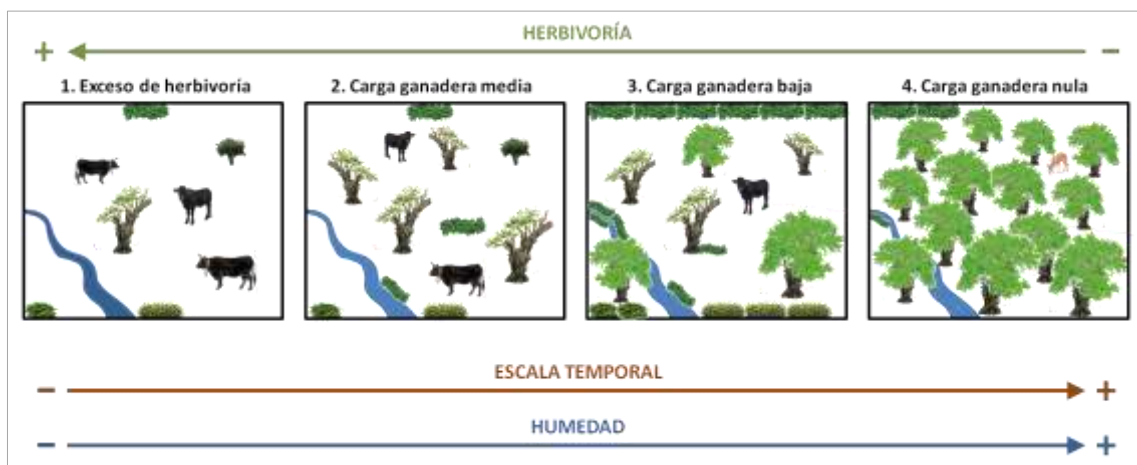 HERBIVORÍA
+ −
1. Exceso de herbivoría 2. Carga ganadera media 3. Carga ganadera baja 4. Carga ganadera nula
ESCALA TEMPORAL
− +
HUMEDAD
− +